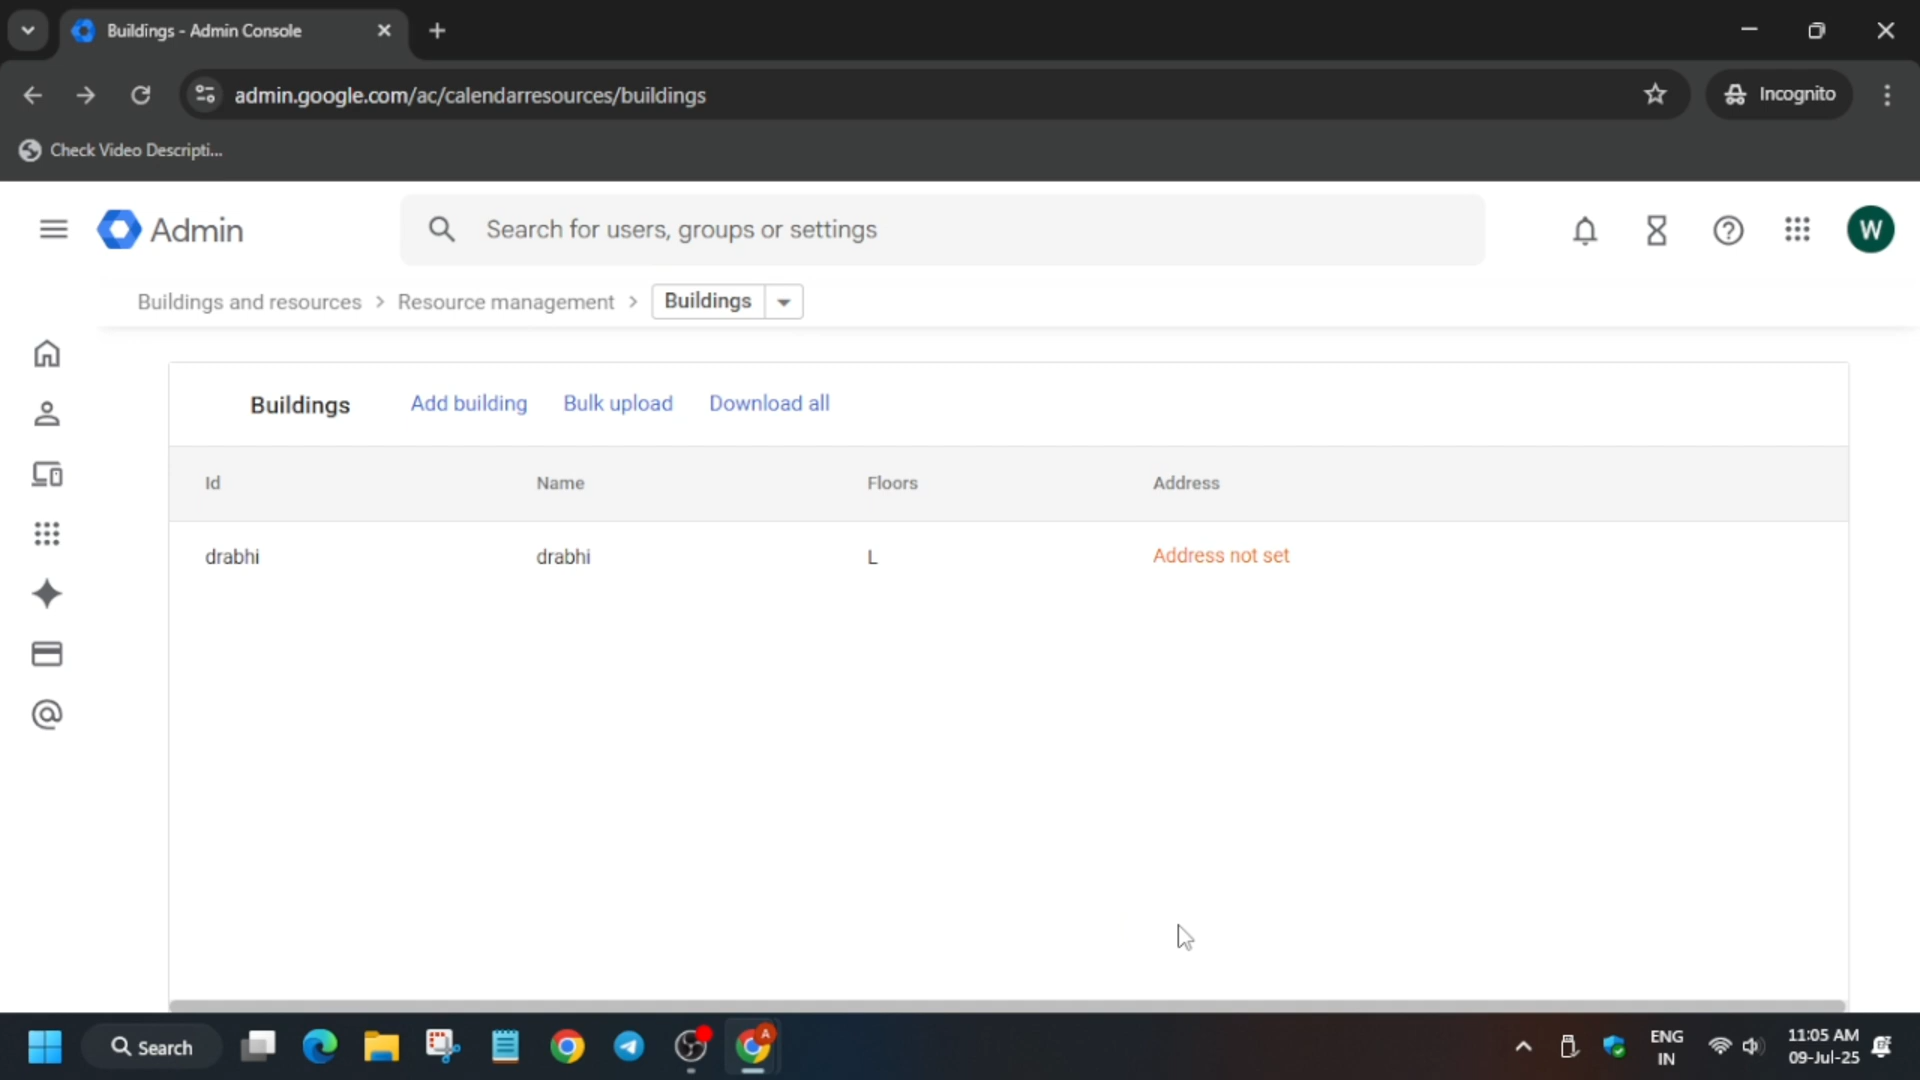 Buildings - Admin Console
admin.google.com/ac/calendarresources/buildings
Incognito
Check Video Descripti...
Admin
Search for users, groups or settings
W
Buildings and resources > Resource management > Buildings
Buildings Add building Bulk upload Download all
Id Name Floors Address
drabhi drabhi L Address not set
Search
A
ENG
IN
11:05 AM
09-Jul-25